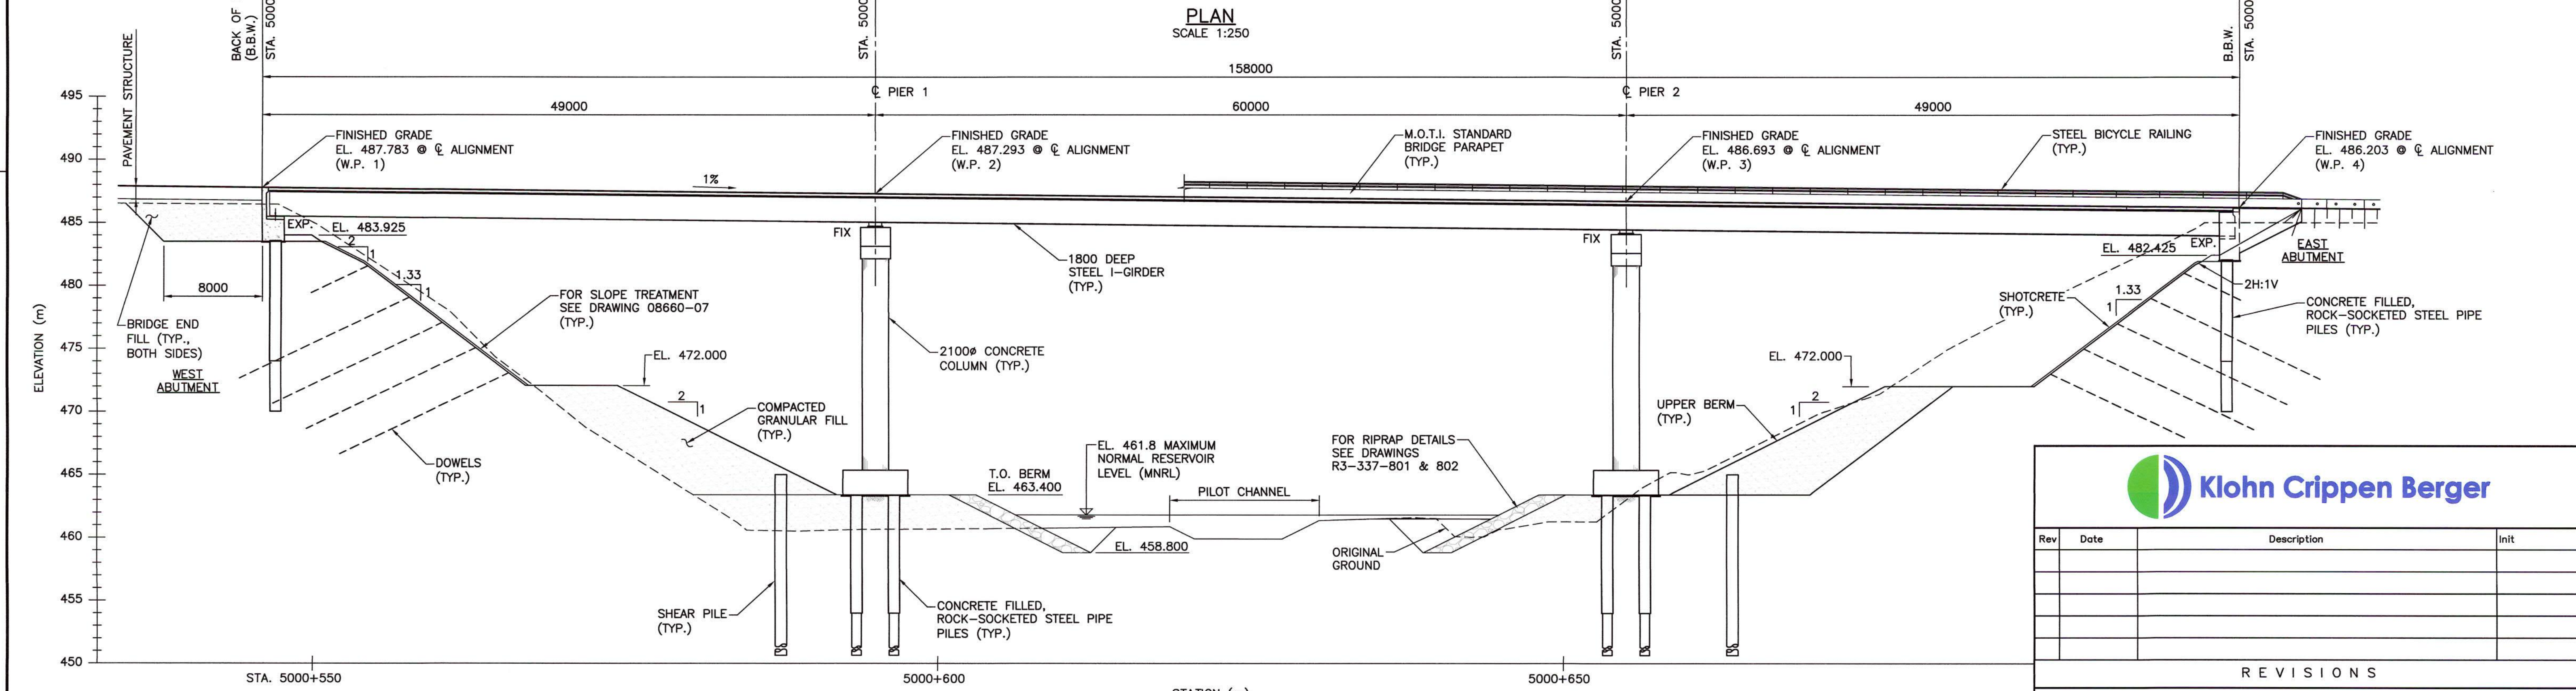 PLAN
SCALE 1:250
BACK OF
(B.B.W.)
STA. 5000
STA. 5000
STA. 5000
B.B.W.
STA. 5000
PAVEMENT STRUCTURE
158000
℄ PIER 1
℄ PIER 2
49000
60000
49000
FINISHED GRADE
EL. 487.783 @ ℄ ALIGNMENT
(W.P. 1)
FINISHED GRADE
EL. 487.293 @ ℄ ALIGNMENT
(W.P. 2)
M.O.T.I. STANDARD
BRIDGE PARAPET
(TYP.)
FINISHED GRADE
EL. 486.693 @ ℄ ALIGNMENT
(W.P. 3)
STEEL BICYCLE RAILING
(TYP.)
FINISHED GRADE
EL. 486.203 @ ℄ ALIGNMENT
(W.P. 4)
1%
EXP.
EL. 483.925
FIX
FIX
EL. 482.425
EXP.
EAST
ABUTMENT
2
1
1.33
1
8000
1800 DEEP
STEEL I-GIRDER
(TYP.)
FOR SLOPE TREATMENT
SEE DRAWING 08660-07
(TYP.)
SHOTCRETE
(TYP.)
1.33
1
2H:1V
CONCRETE FILLED,
ROCK-SOCKETED STEEL PIPE
PILES (TYP.)
BRIDGE END
FILL (TYP.,
BOTH SIDES)
WEST
ABUTMENT
EL. 472.000
2100ø CONCRETE
COLUMN (TYP.)
EL. 472.000
2
1
COMPACTED
GRANULAR FILL
(TYP.)
UPPER BERM
(TYP.)
2
1
DOWELS
(TYP.)
T.O. BERM
EL. 463.400
EL. 461.8 MAXIMUM
NORMAL RESERVOIR
LEVEL (MNRL)
PILOT CHANNEL
FOR RIPRAP DETAILS
SEE DRAWINGS
R3-337-801 & 802
EL. 458.800
ORIGINAL
GROUND
SHEAR PILE
(TYP.)
CONCRETE FILLED,
ROCK-SOCKETED STEEL PIPE
PILES (TYP.)
ELEVATION (m)
495
490
485
480
475
470
465
460
455
450
STA. 5000+550
5000+600
5000+650
Klohn Crippen Berger
Rev Date Description Init
REVISIONS